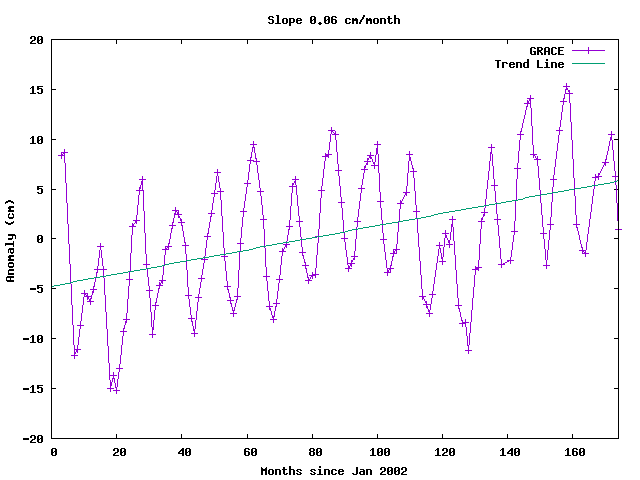 Slope 0.06 cm/month
GRACE
Trend Line
20
15
10
5
0
-5
-10
-15
-20
Anomaly (cm)
0 20 40 60 80 100 120 140 160
Months since Jan 2002